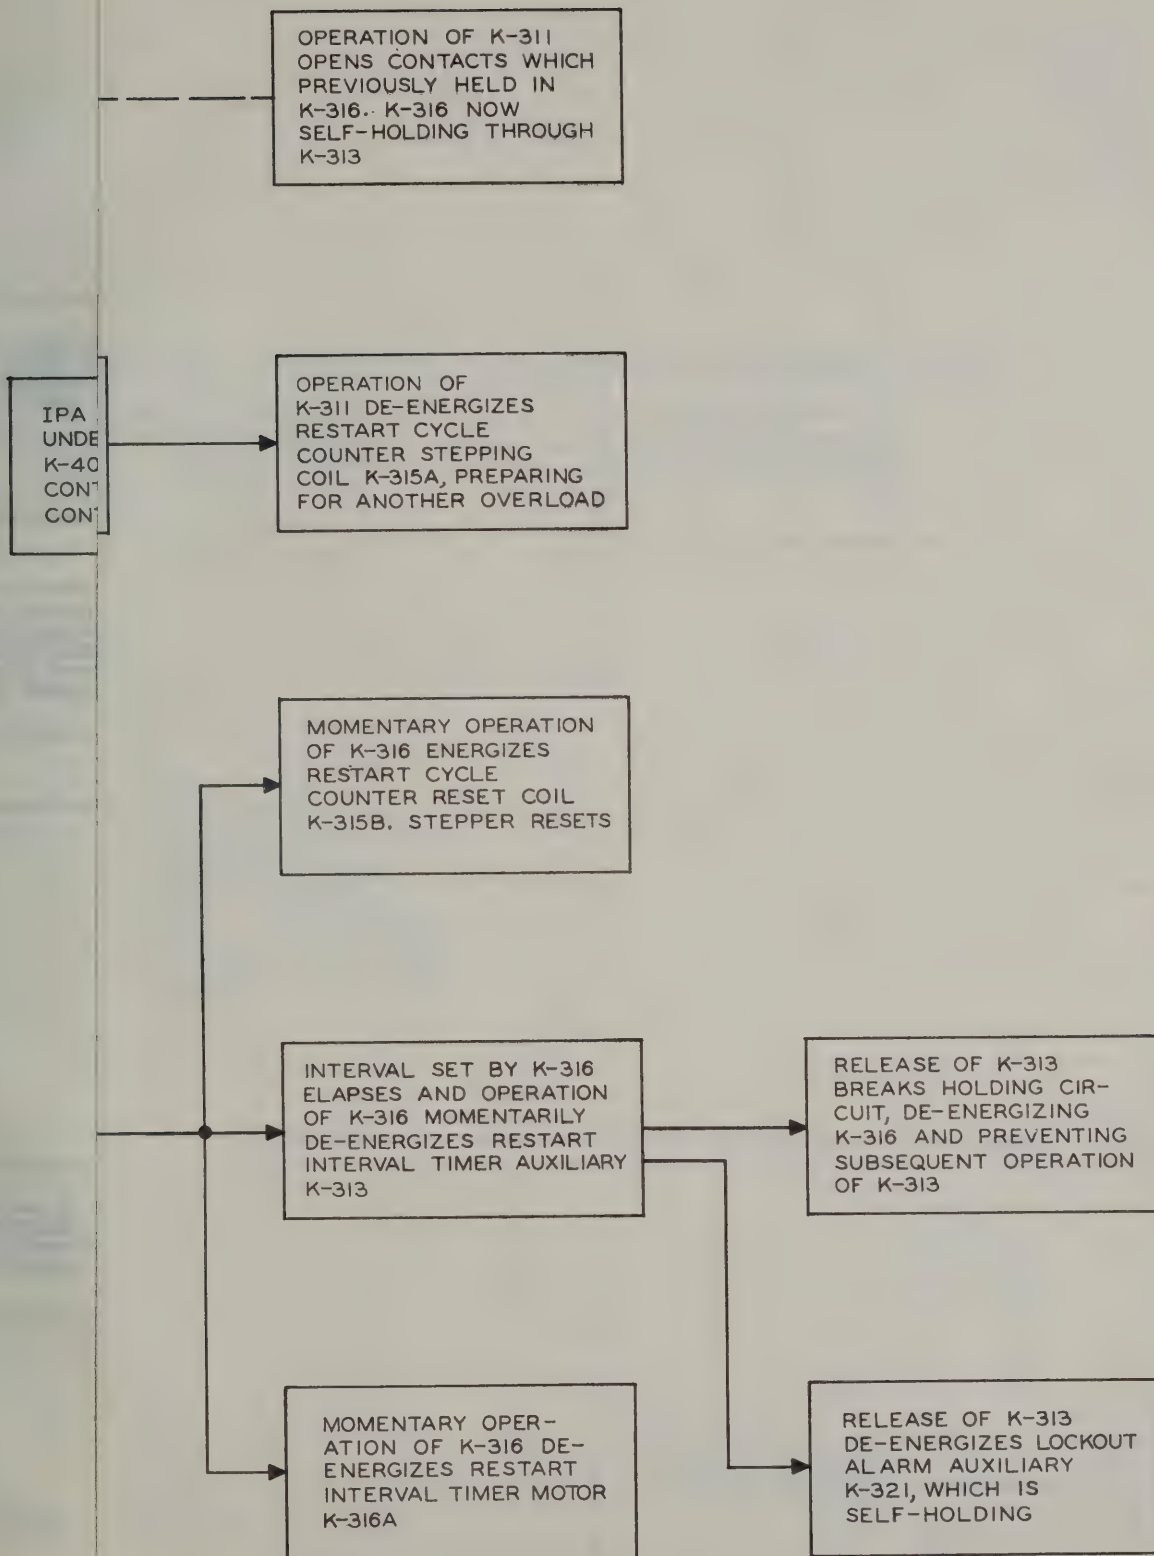 OPERATION OF K-311
OPENS CONTACTS WHICH
PREVIOUSLY HELD IN
K-316. K-316 NOW
SELF-HOLDING THROUGH
K-313
IPA
UNDE
K-40
CONT
CONT
OPERATION OF
K-311 DE-ENERGIZES
RESTART CYCLE
COUNTER STEPPING
COIL K-315A, PREPARING
FOR ANOTHER OVERLOAD
MOMENTARY OPERATION
OF K-316 ENERGIZES
RESTART CYCLE
COUNTER RESET COIL
K-315B. STEPPER RESETS
INTERVAL SET BY K-316
ELAPSES AND OPERATION
OF K-316 MOMENTARILY
DE-ENERGIZES RESTART
INTERVAL TIMER AUXILIARY
K-313
RELEASE OF K-313
BREAKS HOLDING CIR-
CUIT, DE-ENERGIZING
K-316 AND PREVENTING
SUBSEQUENT OPERATION
OF K-313
MOMENTARY OPER-
ATION OF K-316 DE-
ENERGIZES RESTART
INTERVAL TIMER MOTOR
K-316A
RELEASE OF K-313
DE-ENERGIZES LOCKOUT
ALARM AUXILIARY
K-321, WHICH IS
SELF-HOLDING